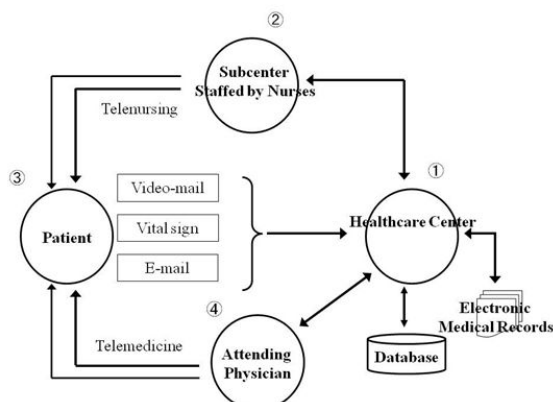 ②
Subcenter
Staffed by Nurses
Telenursing
①
③
Video-mail
Healthcare Center
Vital sign
Patient
E-mail
④
Electronic
Medical Records
Telemedicine
Attending
Physician
Database